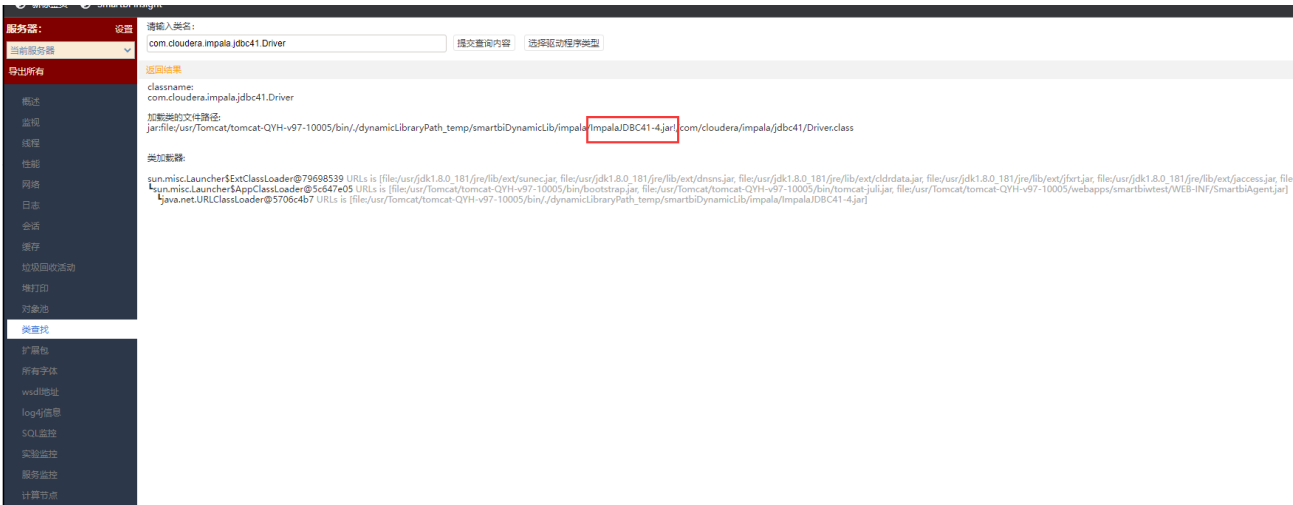 服务器： 设置
当前服务器
导出所有
概述
监视
线程
性能
网络
日志
会话
缓存
垃圾回收活动
堆打印
对象池
类查找
扩展包
所有字体
wsdl地址
log4j信息
SQL监控
实验监控
服务监控
计算节点
请输入类名：
com.cloudera.impala.jdbc41.Driver 提交查询内容 选择驱动程序类型
返回结果
classname:
com.cloudera.impala.jdbc41.Driver
加载类的文件路径:
jar:file:/usr/Tomcat/tomcat-QYH-v97-10005/bin/./dynamicLibraryPath_temp/smartbiDynamicLib/impala/ImpalaJDBC41-4.jar!/com/cloudera/impala/jdbc41/Driver.class
类加载器:
sun.misc.Launcher$ExtClassLoader@79698539 URLs is [file:/usr/jdk1.8.0_181/jre/lib/ext/sunec.jar, file:/usr/jdk1.8.0_181/jre/lib/ext/dnsns.jar, file:/usr/jdk1.8.0_181/jre/lib/ext/cldrdata.jar, file:/usr/jdk1.8.0_181/jre/lib/ext/jfxrt.jar, file:/usr/jdk1.8.0_181/jre/lib/ext/jaccess.jar, file
sun.misc.Launcher$AppClassLoader@5c647e05 URLs is [file:/usr/Tomcat/tomcat-QYH-v97-10005/bin/bootstrap.jar, file:/usr/Tomcat/tomcat-QYH-v97-10005/bin/tomcat-juli.jar, file:/usr/Tomcat/tomcat-QYH-v97-10005/webapps/smartbiwtest/WEB-INF/SmartbiAgent.jar]
java.net.URLClassLoader@5706c4b7 URLs is [file:/usr/Tomcat/tomcat-QYH-v97-10005/bin/./dynamicLibraryPath_temp/smartbiDynamicLib/impala/ImpalaJDBC41-4.jar]